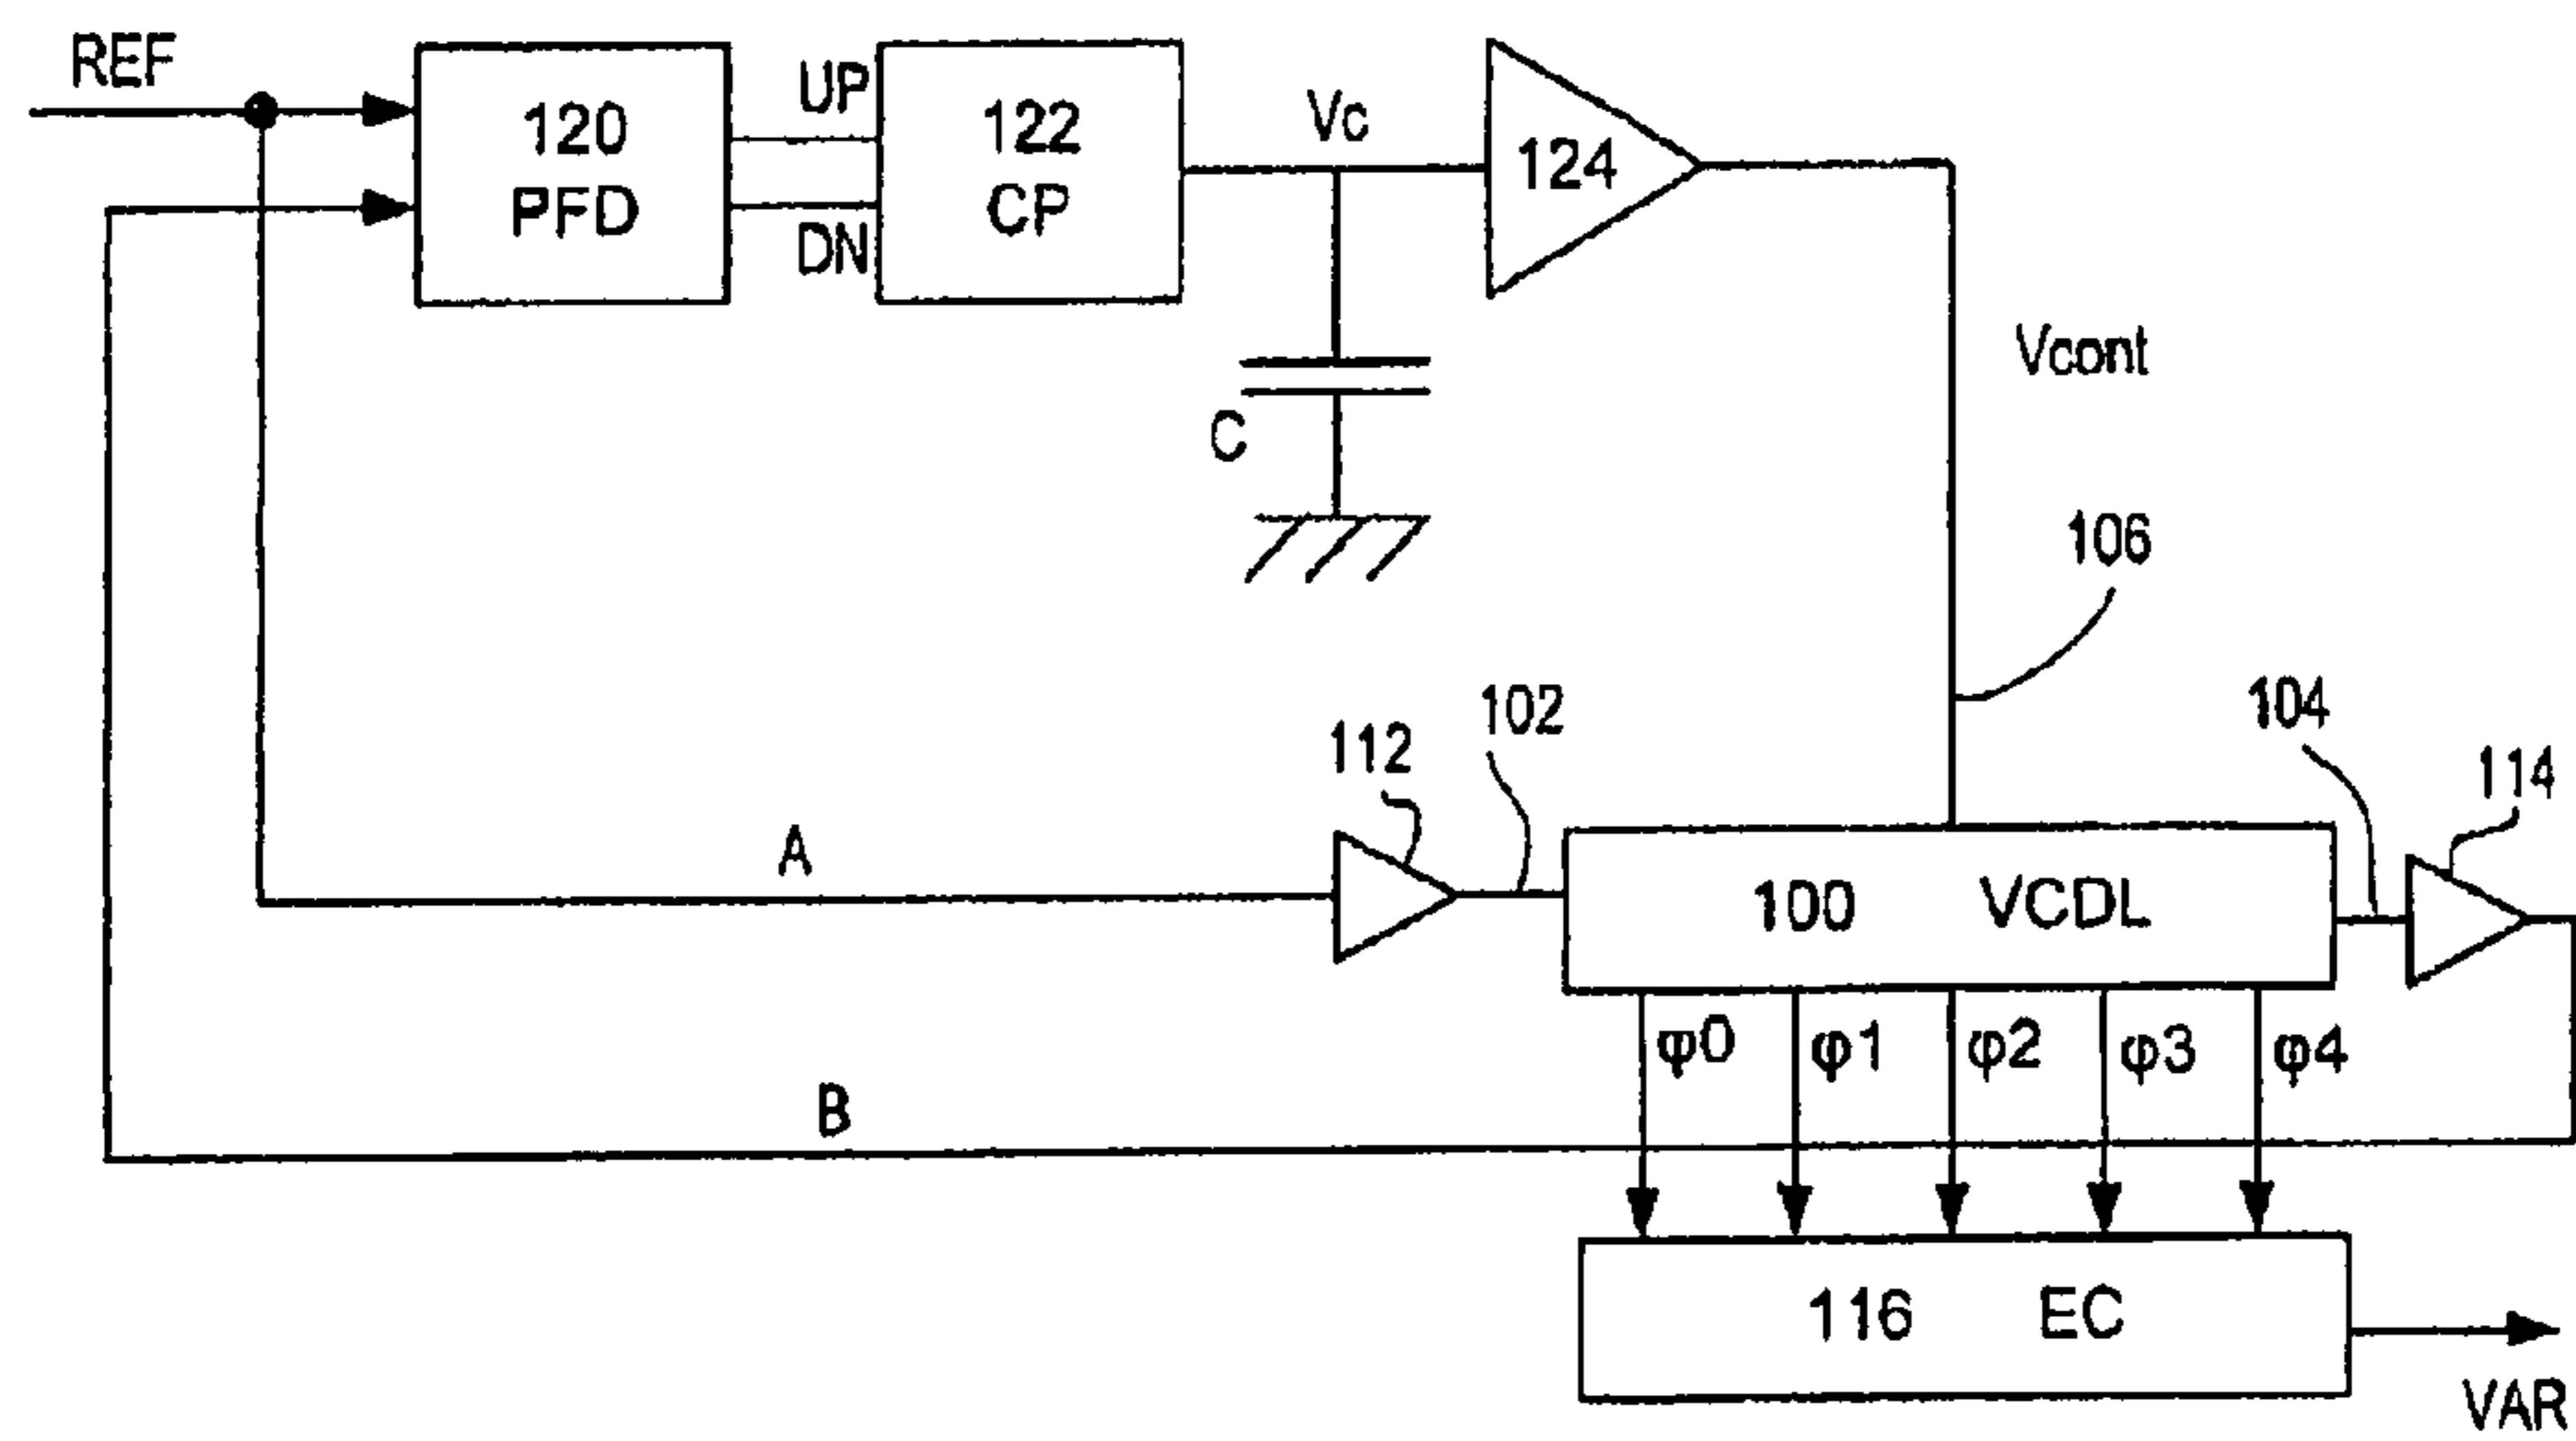 REF
120
PFD
UP
DN
122
CP
Vc
124
C
Vcont
106
A
112
102
100 VCDL
104
114
φ0 φ1 φ2 φ3 φ4
B
116 EC
VAR